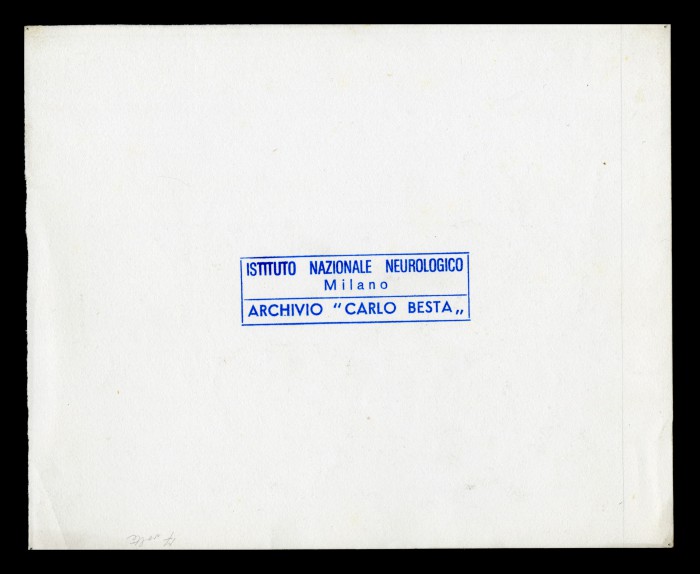 ISTITUTO NAZIONALE NEUROLOGICO
Milano
ARCHIVIO "CARLO BESTA„